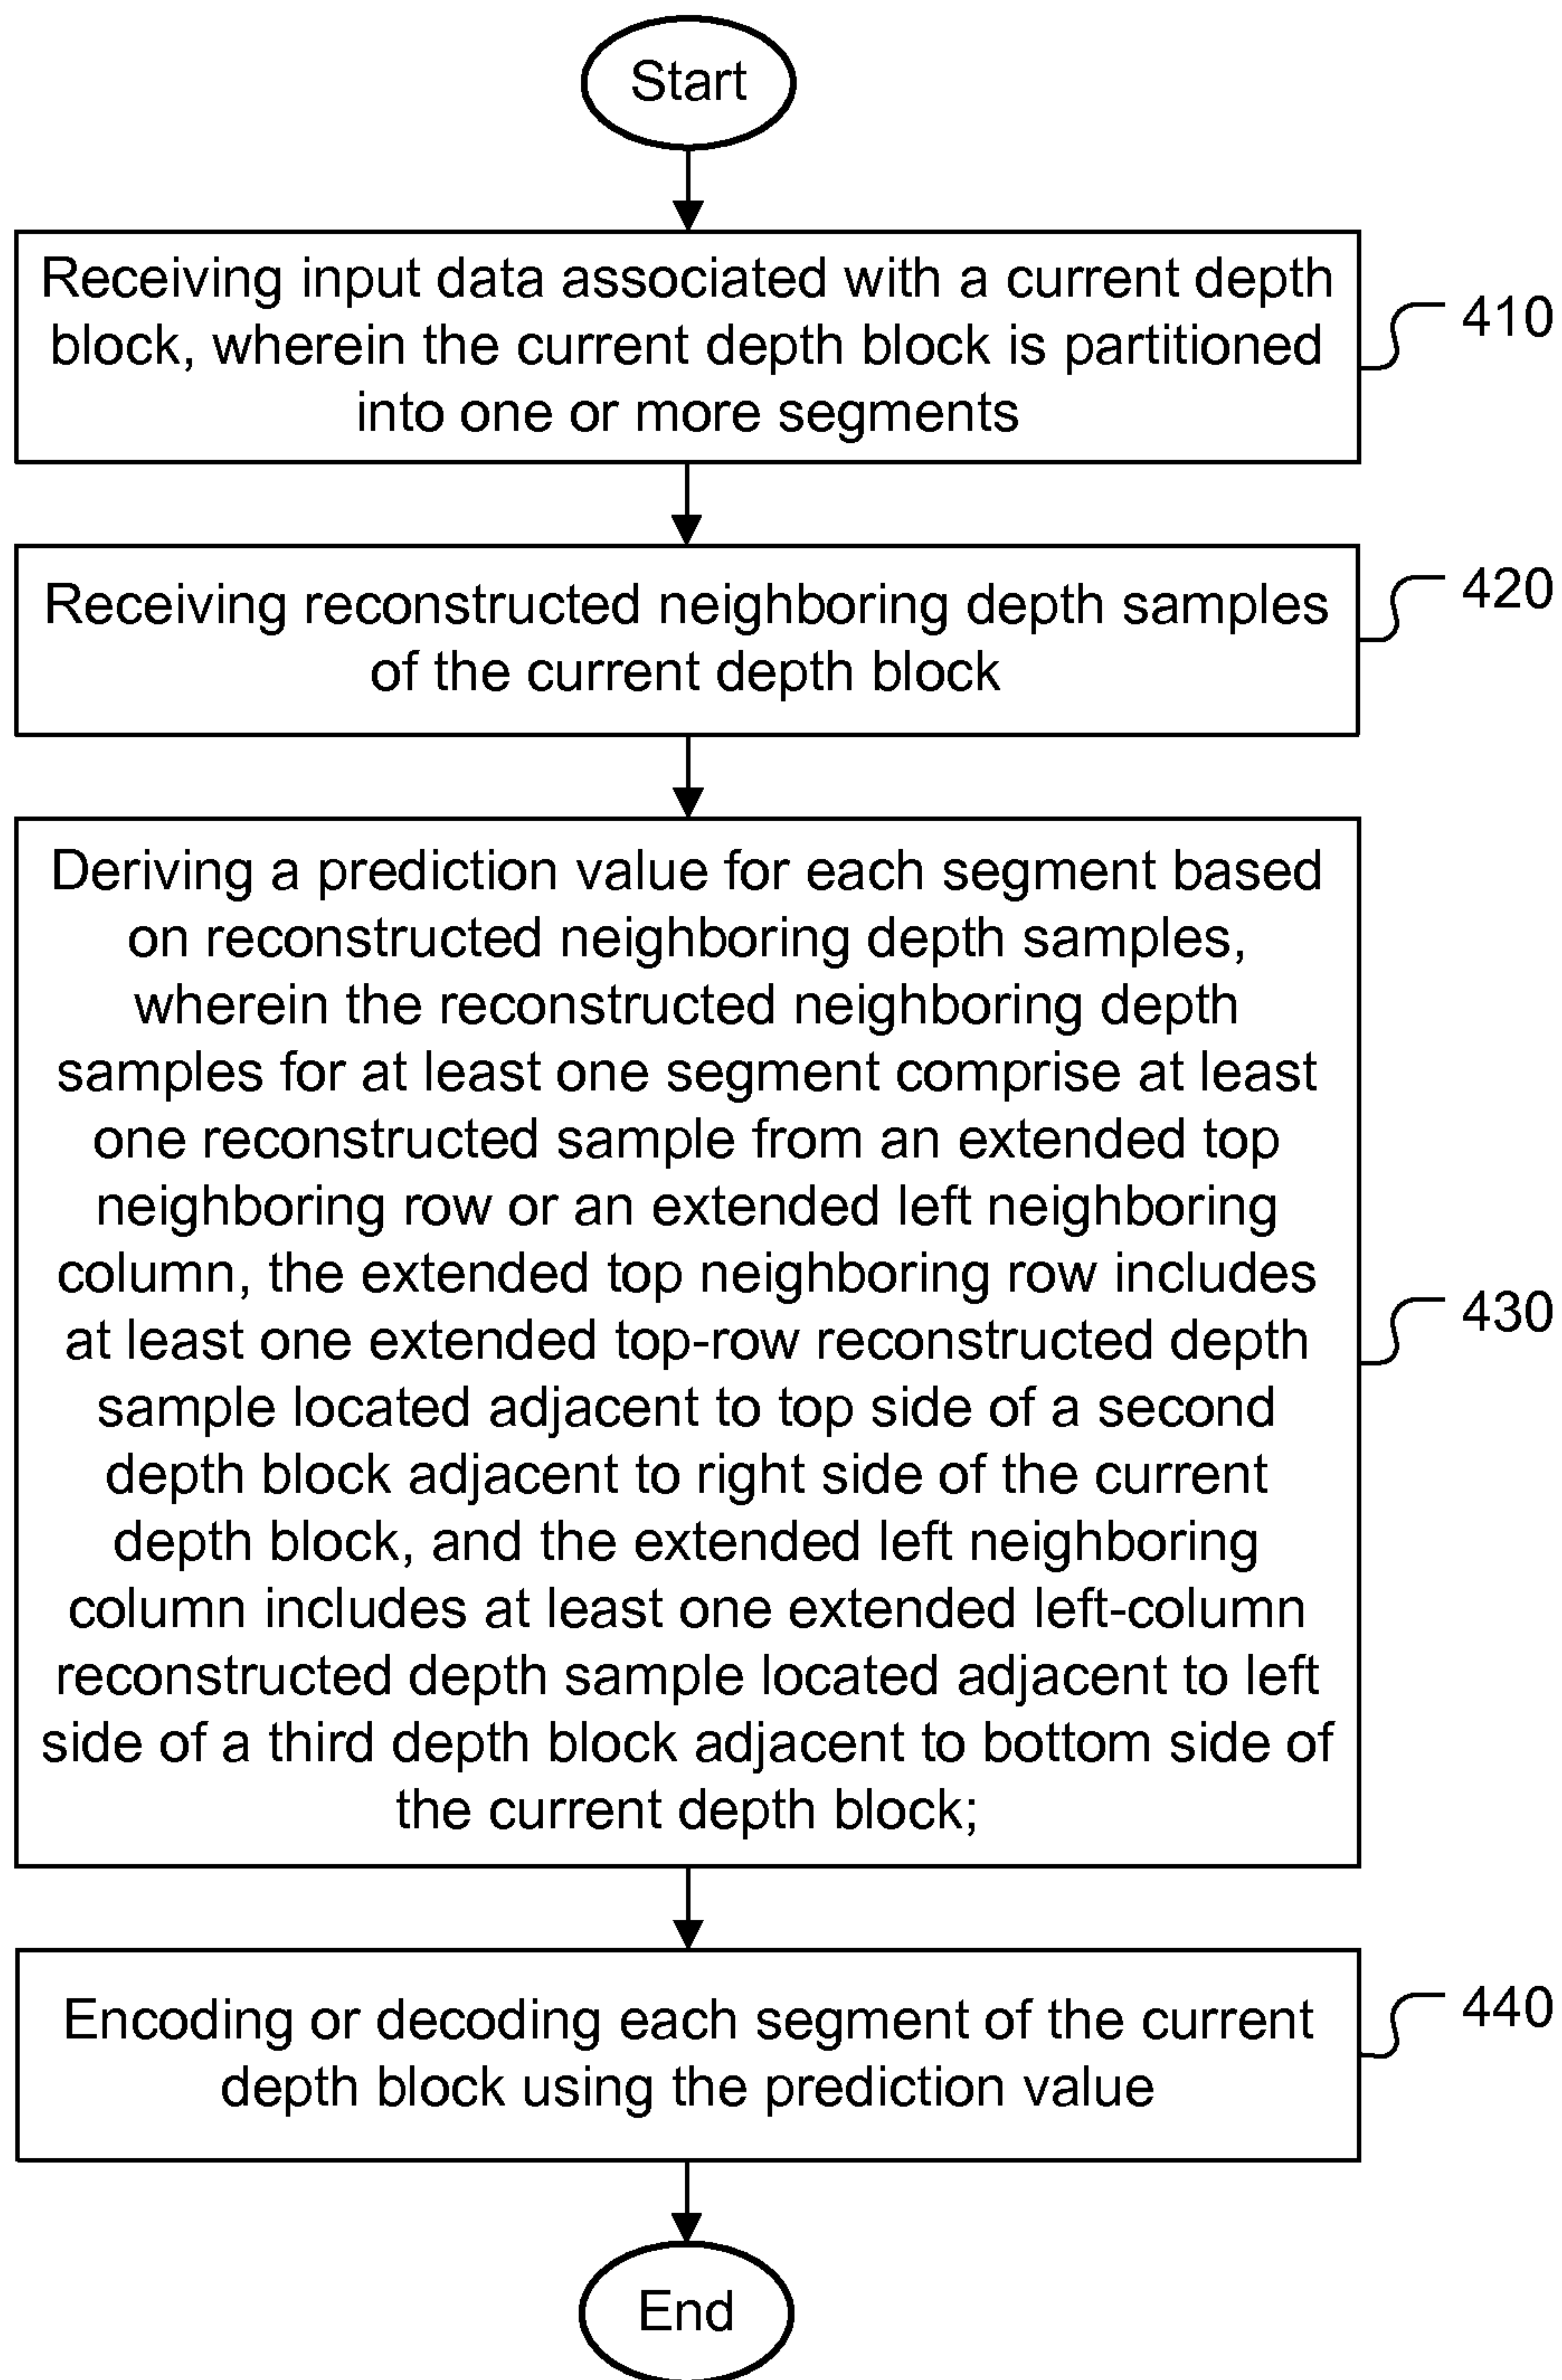 Start
Receiving input data associated with a current depth
block, wherein the current depth block is partitioned
into one or more segments
410
Receiving reconstructed neighboring depth samples
of the current depth block
420
Deriving a prediction value for each segment based
on reconstructed neighboring depth samples,
wherein the reconstructed neighboring depth
samples for at least one segment comprise at least
one reconstructed sample from an extended top
neighboring row or an extended left neighboring
column, the extended top neighboring row includes
at least one extended top-row reconstructed depth
sample located adjacent to top side of a second
depth block adjacent to right side of the current
depth block, and the extended left neighboring
column includes at least one extended left-column
reconstructed depth sample located adjacent to left
side of a third depth block adjacent to bottom side of
the current depth block;
430
Encoding or decoding each segment of the current
depth block using the prediction value
440
End